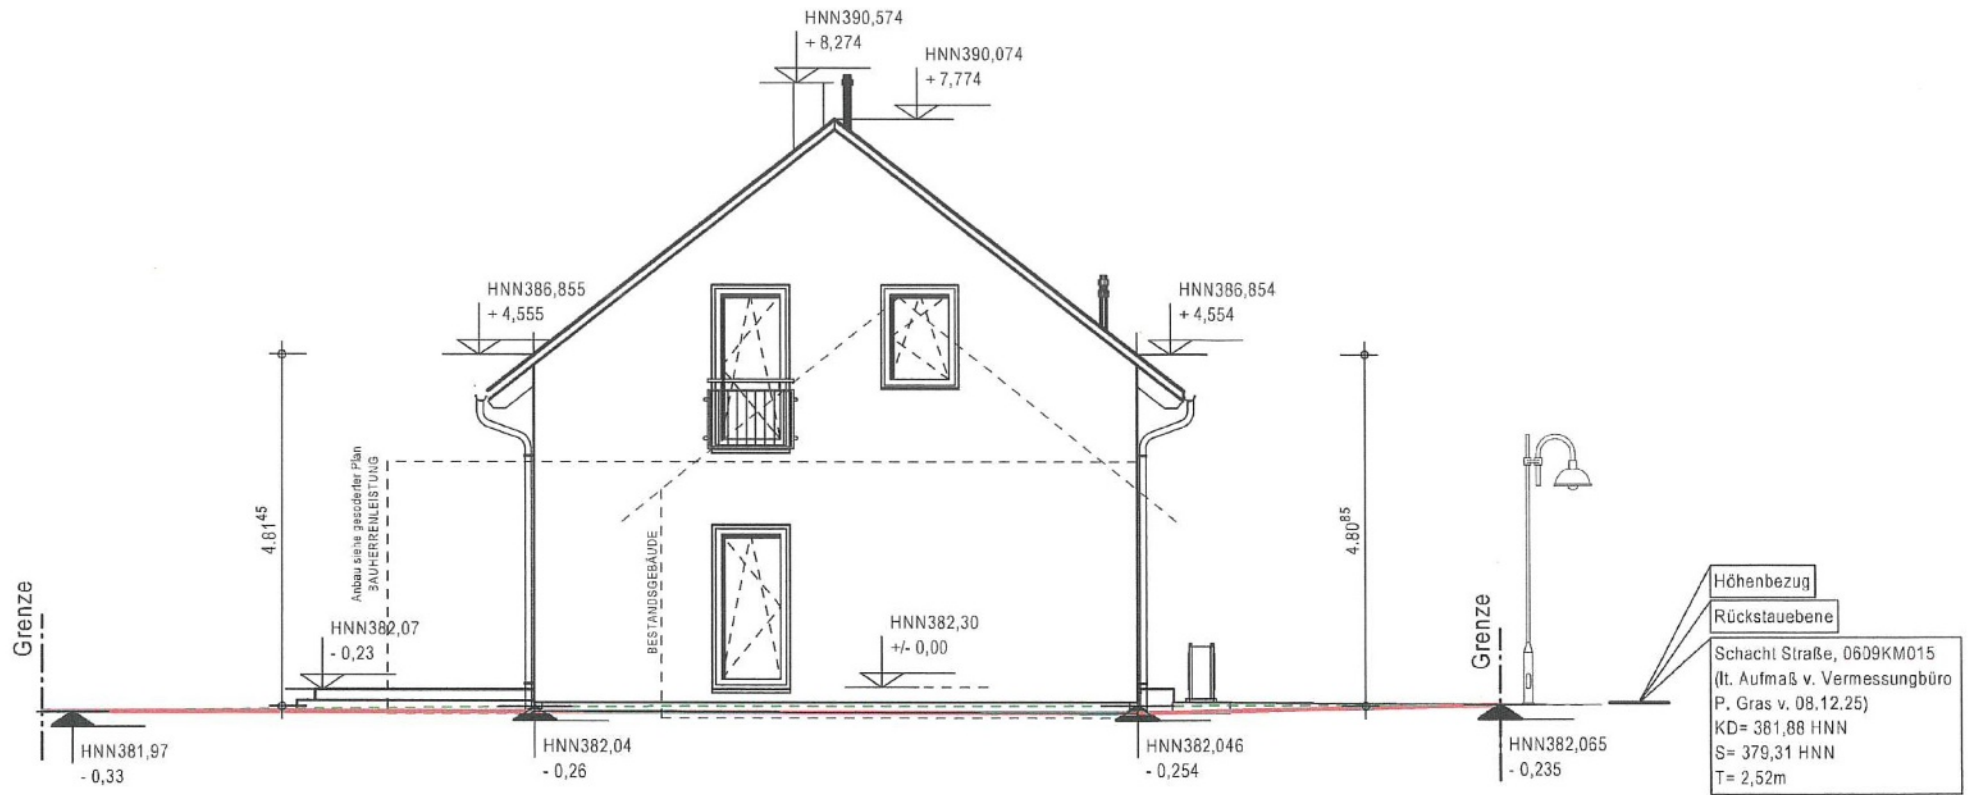 HNN390,574
+ 8,274
HNN390,074
+ 7,774
HNN386,855
+ 4,555
HNN386,854
+ 4,554
4.81⁴⁵
Anbau siehe gesoderter Plan
BAUHERRENLEISTUNG
BESTANDSGEBÄUDE
4.80⁸⁵
Grenze
HNN382,07
- 0,23
HNN382,30
+/- 0,00
Grenze
Höhenbezug
Rückstauebene
Schacht Straße, 0609KM015
(lt. Aufmaß v. Vermessungbüro
P. Gras v. 08.12.25)
KD= 381,88 HNN
S= 379,31 HNN
T= 2,52m
HNN381,97
- 0,33
HNN382,04
- 0,26
HNN382,046
- 0,254
HNN382,065
- 0,235